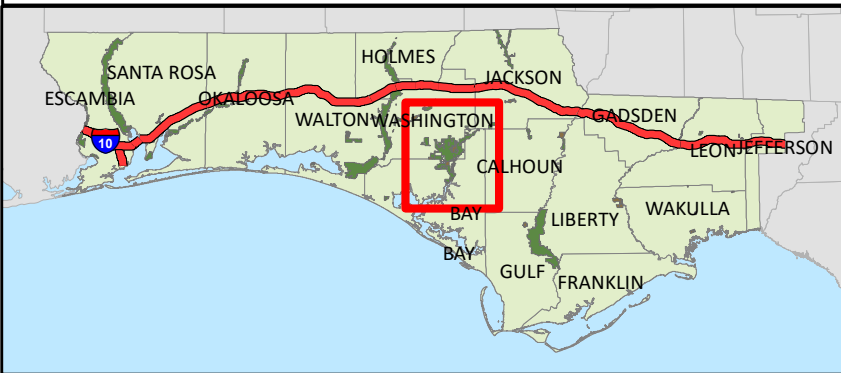 HOLMES
SANTA ROSA
JACKSON
ESCAMBIA
OKALOOSA
WALTON
WASHINGTON
GADSDEN
10
LEON
JEFFERSON
CALHOUN
BAY
LIBERTY
WAKULLA
BAY
GULF
FRANKLIN